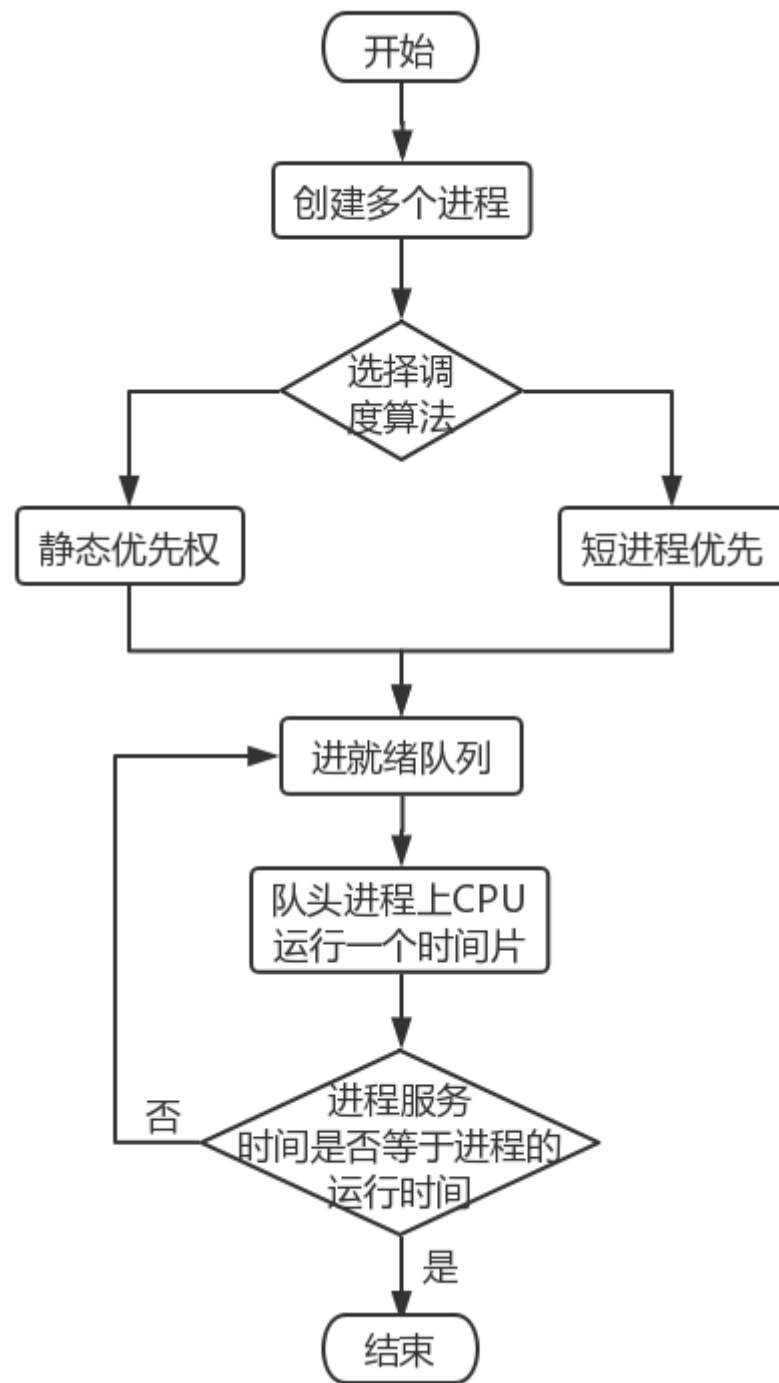 开始
创建多个进程
选择调
度算法
静态优先权
短进程优先
进就绪队列
队头进程上CPU
运行一个时间片
进程服务
时间是否等于进程的
运行时间
否
是
结束